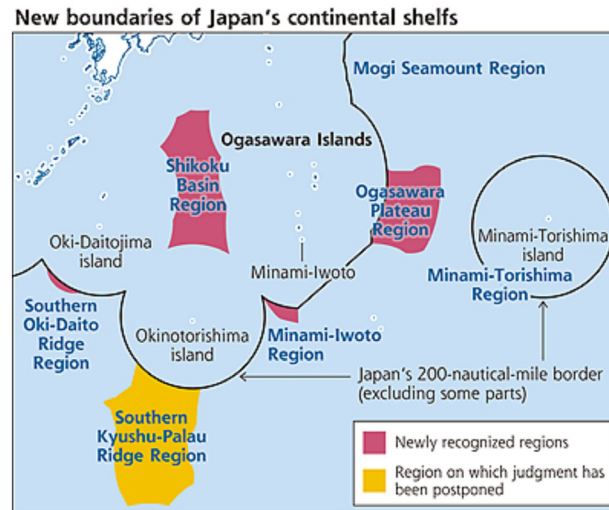 New boundaries of Japan's continental shelfs
Mogi Seamount Region
Ogasawara Islands
Shikoku
Basin
Region
Ogasawara
Plateau
Region
Oki-Daitojima
island
Minami-Iwoto
Minami-Torishima
island
Minami-Torishima
Region
Southern
Oki-Daito
Ridge
Region
Okinotorishima
island
Minami-Iwoto
Region
Japan's 200-nautical-mile border
(excluding some parts)
Southern
Kyushu-Palau
Ridge Region
Newly recognized regions
Region on which judgment has
been postponed